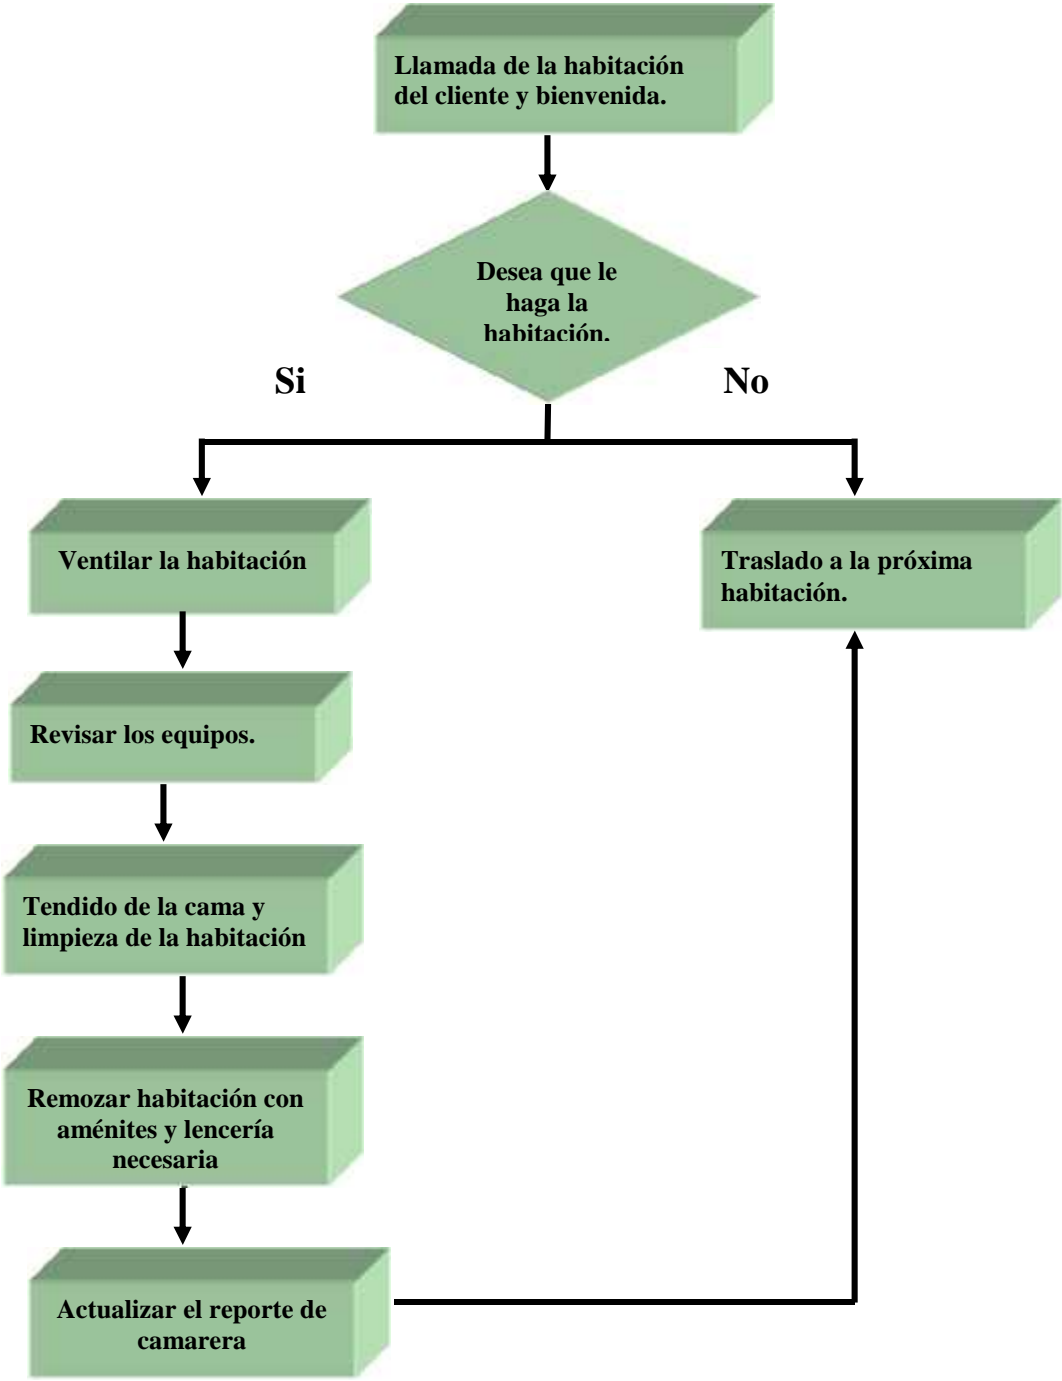 Llamada de la habitación
del cliente y bienvenida.
Desea que le
haga la
habitación.
Si
No
Ventilar la habitación
Traslado a la próxima
habitación.
Revisar los equipos.
Tendido de la cama y
limpieza de la habitación
Remozar habitación con
aménites y lencería
necesaria
Actualizar el reporte de
camarera